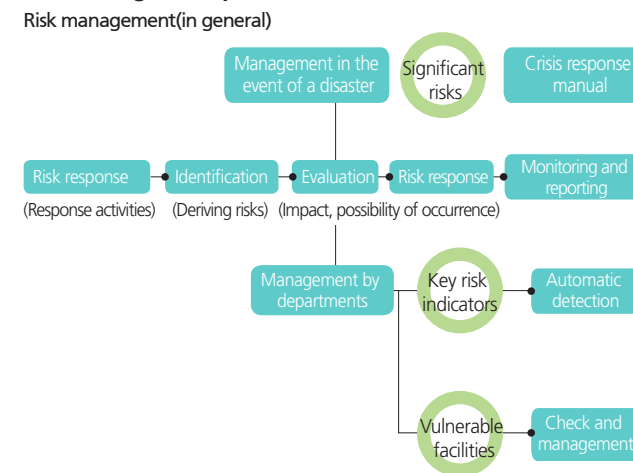 Risk management(in general)
Management in the
event of a disaster
Significant
risks
Crisis response
manual
Risk response
Identification
Evaluation
Risk response
Monitoring and
reporting
(Response activities)
(Deriving risks)
(Impact, possibility of occurrence)
Management by
departments
Key risk
indicators
Automatic
detection
Vulnerable
facilities
Check and
management